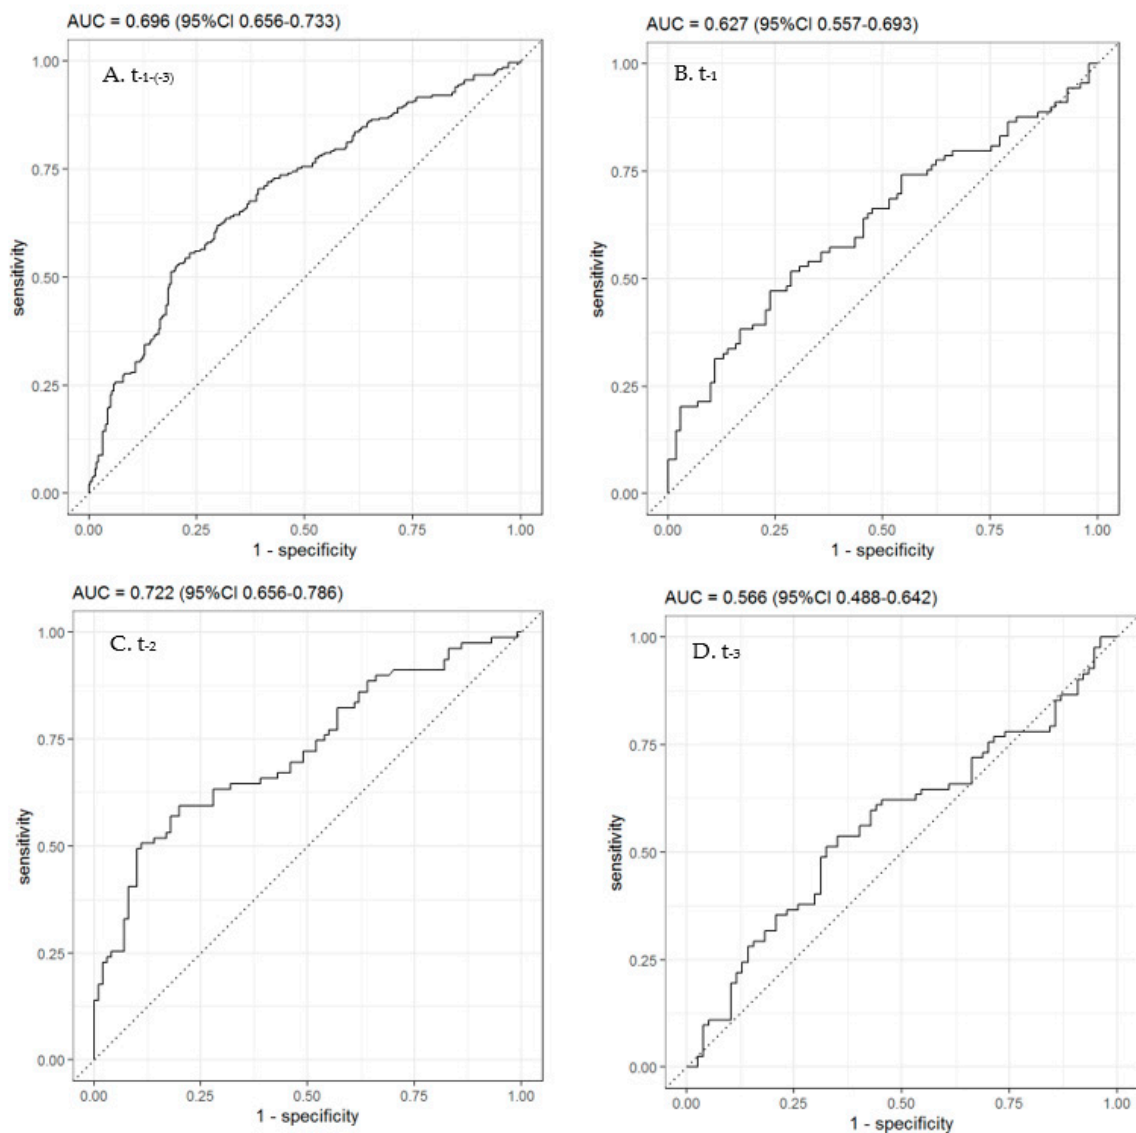 AUC = 0.696 (95%CI 0.656-0.733)
A. t-1-(-3)
1.00
0.75
0.50
0.25
0.00
sensitivity
0.00 0.25 0.50 0.75 1.00
1 - specificity
AUC = 0.627 (95%CI 0.557-0.693)
B. t-1
1.00
0.75
0.50
0.25
0.00
sensitivity
0.00 0.25 0.50 0.75 1.00
1 - specificity
AUC = 0.722 (95%CI 0.656-0.786)
C. t-2
1.00
0.75
0.50
0.25
0.00
sensitivity
0.00 0.25 0.50 0.75 1.00
1 - specificity
AUC = 0.566 (95%CI 0.488-0.642)
D. t-3
1.00
0.75
0.50
0.25
0.00
sensitivity
0.00 0.25 0.50 0.75 1.00
1 - specificity